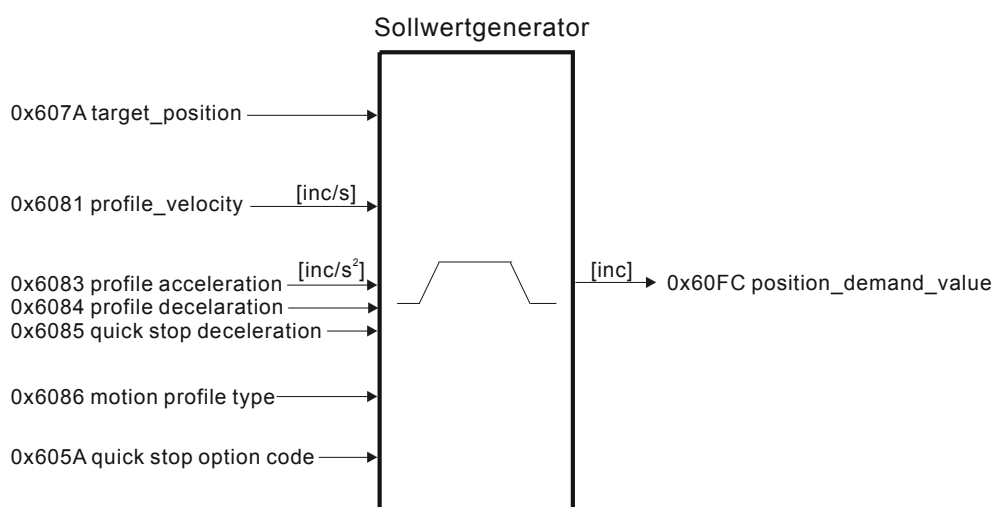 Sollwertgenerator
0x607A target_position
0x6081 profile_velocity [inc/s]
0x6083 profile acceleration [inc/s²]
0x6084 profile decelaration
0x6085 quick stop deceleration
[inc] 0x60FC position_demand_value
0x6086 motion profile type
0x605A quick stop option code